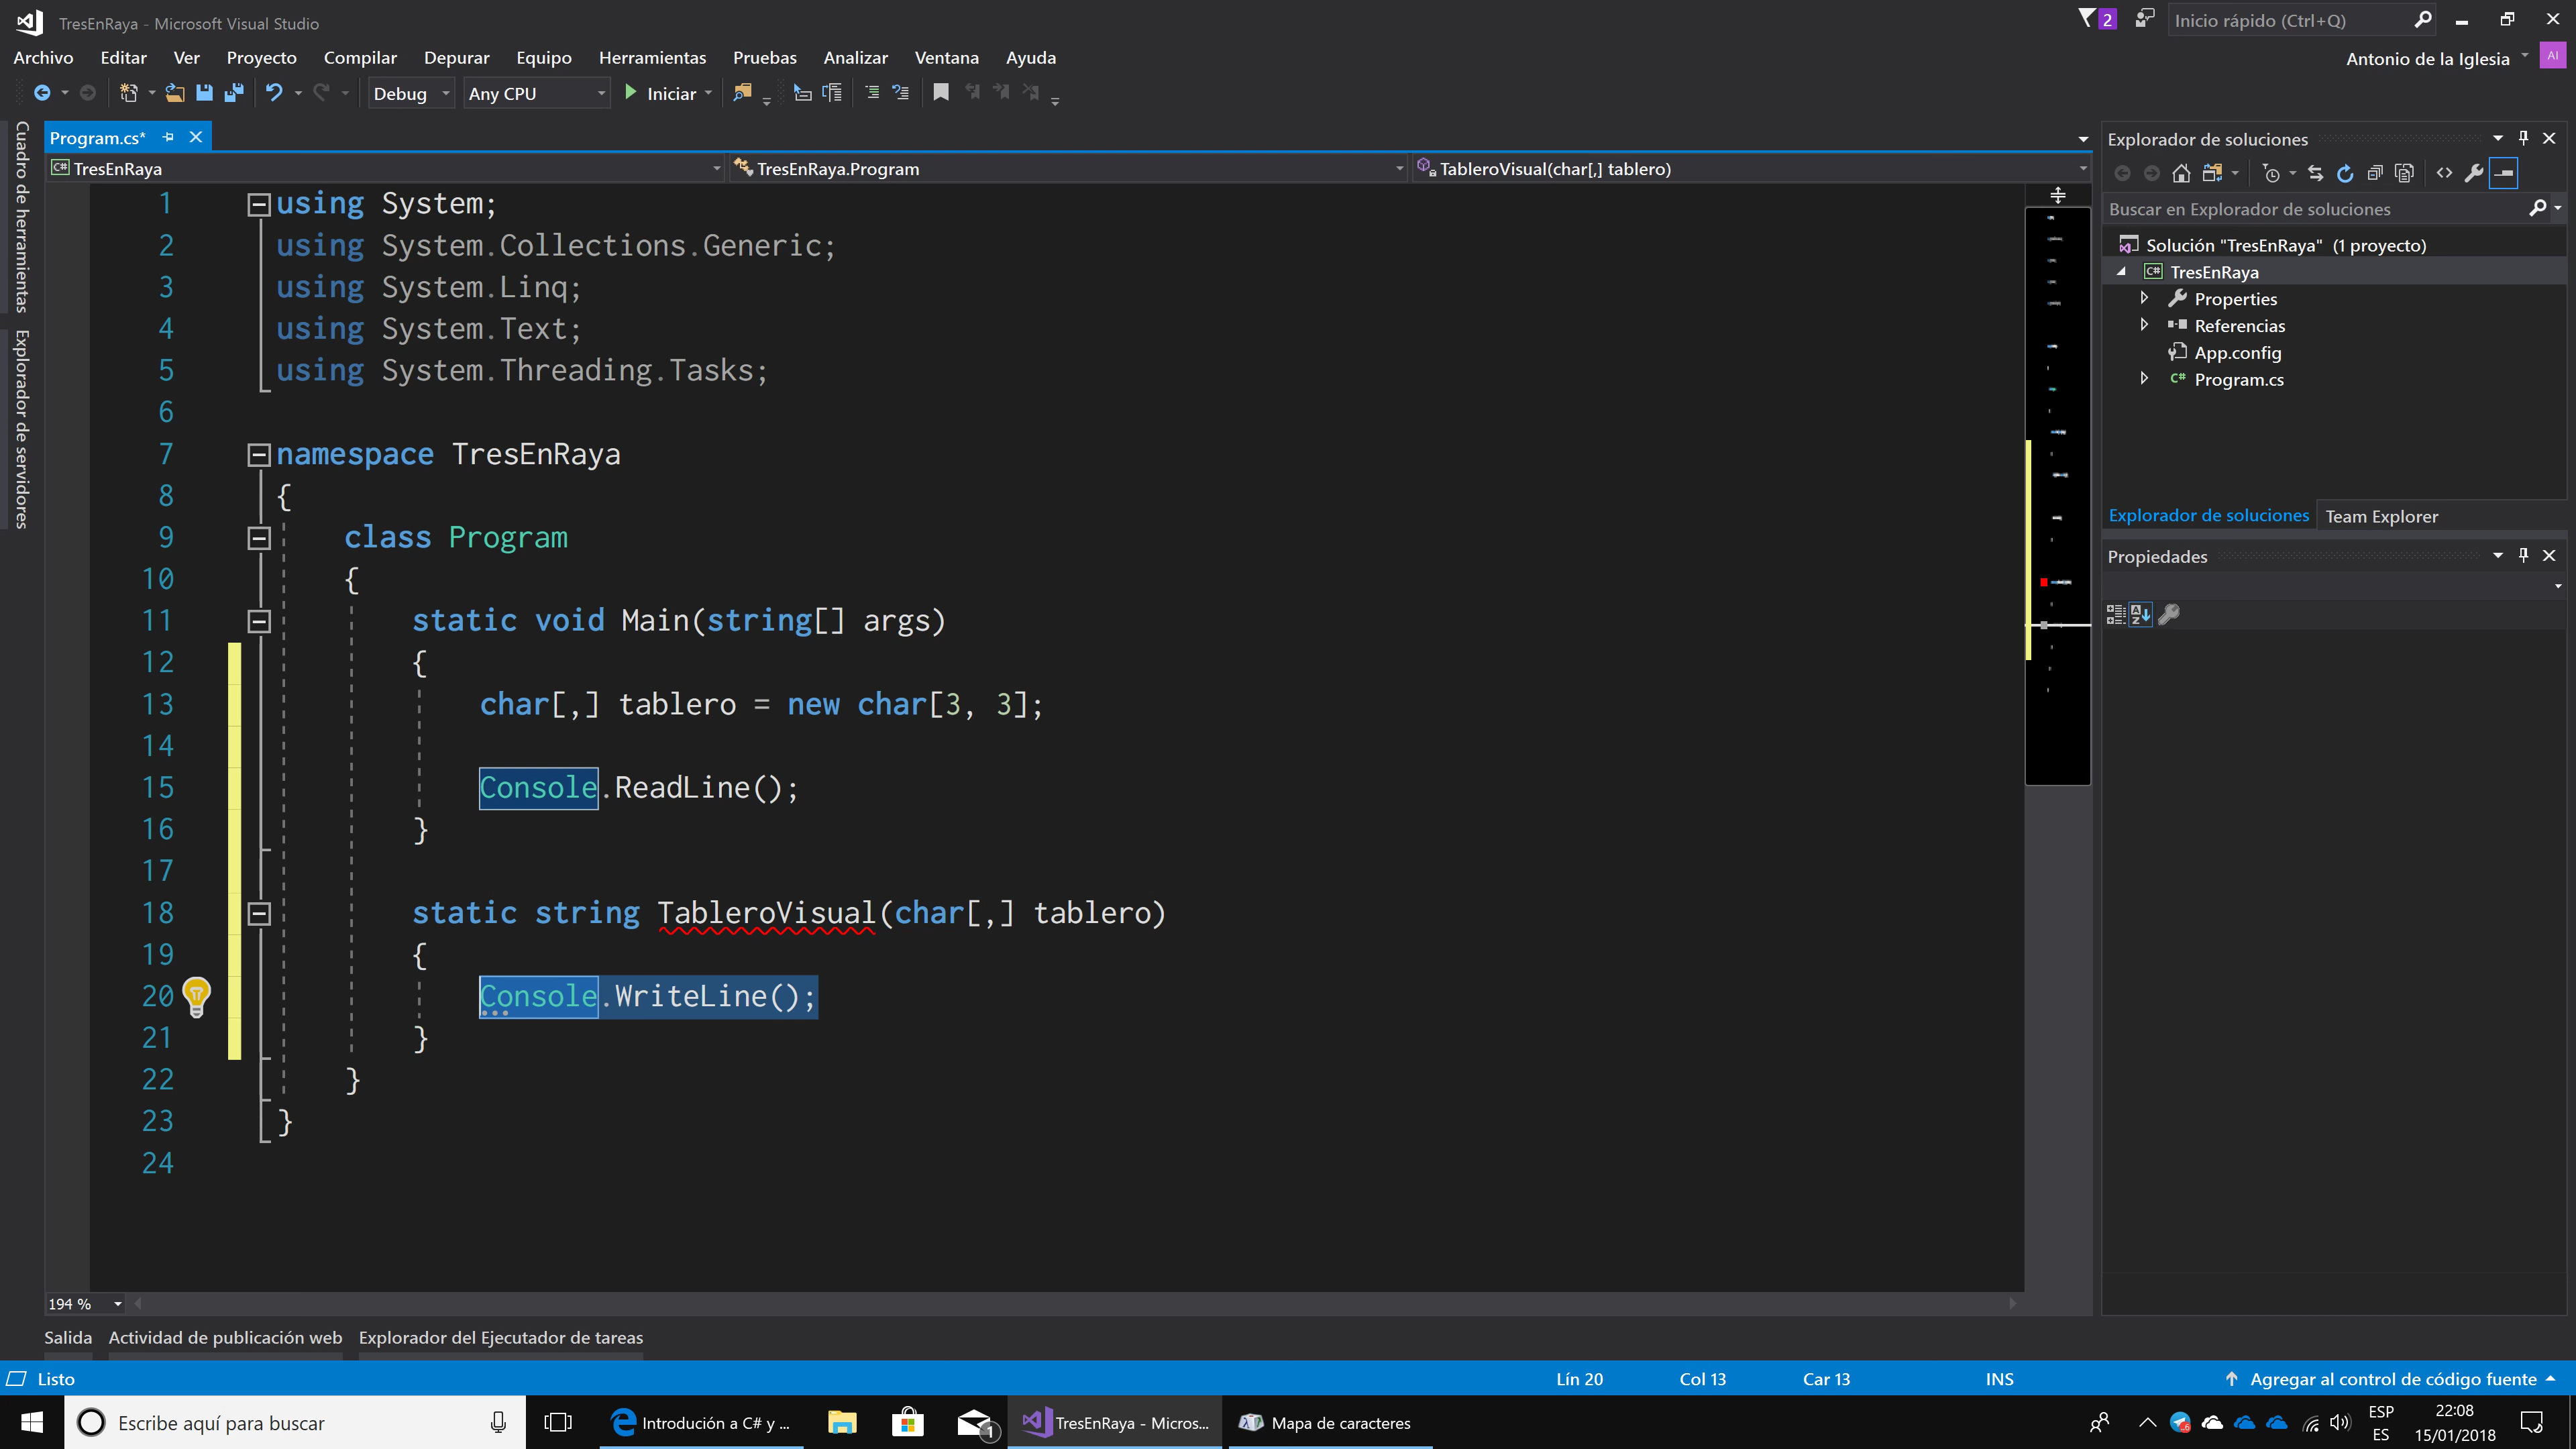 TresEnRaya - Microsoft Visual Studio
2
Inicio rápido (Ctrl+Q)
Archivo Editar Ver Proyecto Compilar Depurar Equipo Herramientas Pruebas Analizar Ventana Ayuda
Antonio de la Iglesia
AI
Debug Any CPU Iniciar
Cuadro de herramientas
Explorador de servidores
Program.cs*
TresEnRaya TresEnRaya.Program TableroVisual(char[,] tablero)
1 using System;
2 using System.Collections.Generic;
3 using System.Linq;
4 using System.Text;
5 using System.Threading.Tasks;
6
7 namespace TresEnRaya
8 {
9 class Program
10 {
11 static void Main(string[] args)
12 {
13 char[,] tablero = new char[3, 3];
14
15 Console.ReadLine();
16 }
17
18 static string TableroVisual(char[,] tablero)
19 {
20 Console.WriteLine();
21 }
22 }
23 }
24
194 %
Explorador de soluciones
Buscar en Explorador de soluciones
Solución "TresEnRaya" (1 proyecto)
C# TresEnRaya
Properties
Referencias
App.config
C# Program.cs
Explorador de soluciones Team Explorer
Propiedades
Salida Actividad de publicación web Explorador del Ejecutador de tareas
Listo Lín 20 Col 13 Car 13 INS Agregar al control de código fuente
Escribe aquí para buscar
Introducción a C# y ...
1
TresEnRaya - Micros...
Mapa de caracteres
ESP
ES
22:08
15/01/2018